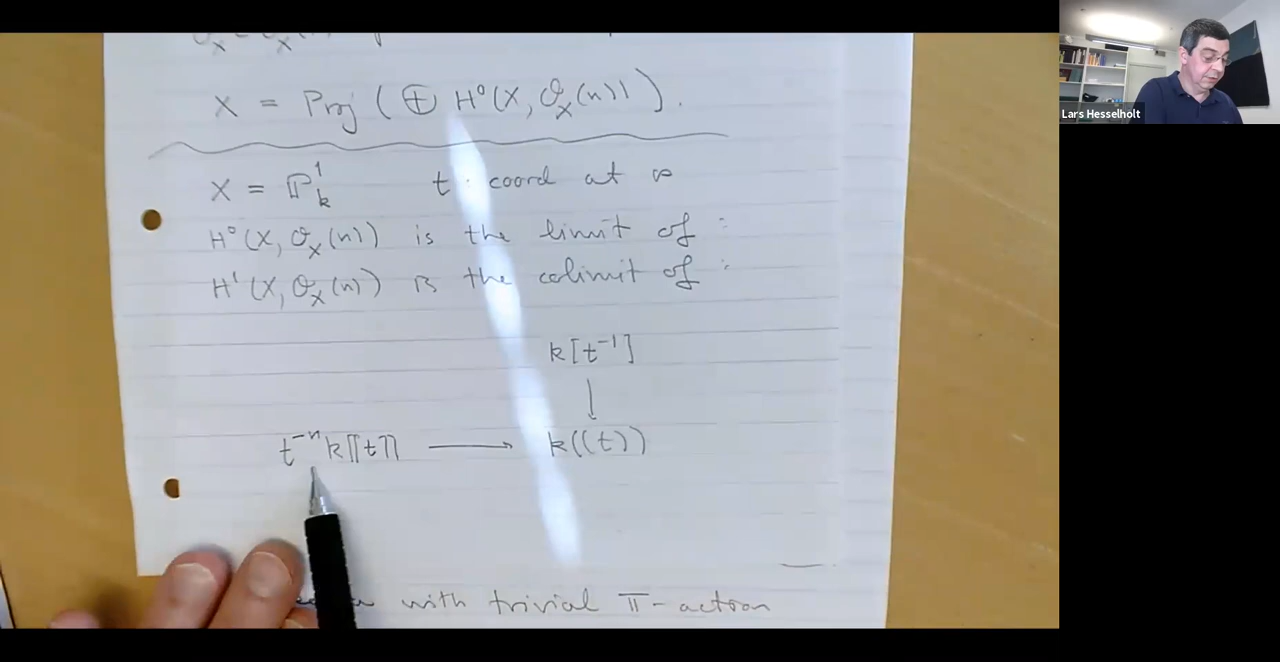 X = Proj ( ⊕ H⁰(X, 𝒪_X(n)) ).
X = ℙ¹_k t : coord at ∞
H⁰(X, 𝒪_X(n)) is the limit of :
H¹(X, 𝒪_X(n)) is the colimit of :
k[t⁻¹]
↓
t⁻ⁿ k⟦t⟧ ⟶ k((t))
with trivial 𝕋-action
Lars Hesselholt